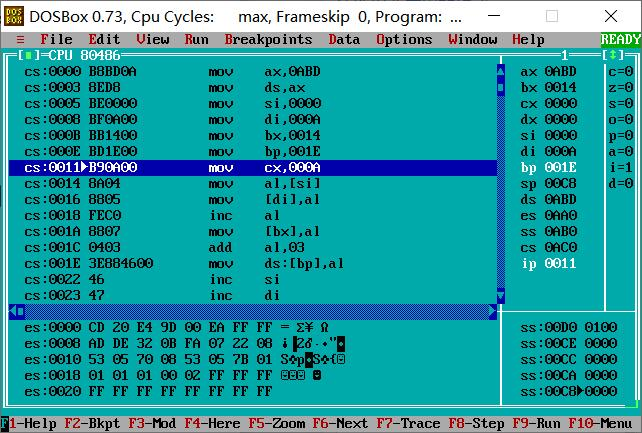 DOSBox 0.73, Cpu Cycles: max, Frameskip 0, Program: ...
≡ File Edit View Run Breakpoints Data Options Window Help READY
[■]=CPU 80486 1 [↕]
cs:0000 B8BD0A mov ax,0ABD ax 0ABD c=0
cs:0003 8ED8 mov ds,ax bx 0014 z=0
cs:0005 BE0000 mov si,0000 cx 0000 s=0
cs:0008 BF0A00 mov di,000A dx 0000 o=0
cs:000B BB1400 mov bx,0014 si 0000 p=0
cs:000E BD1E00 mov bp,001E di 000A a=0
cs:0011►B90A00 mov cx,000A bp 001E i=1
cs:0014 8A04 mov al,[si] sp 00C8 d=0
cs:0016 8805 mov [di],al ds 0ABD
cs:0018 FEC0 inc al es 0AA0
cs:001A 8807 mov [bx],al ss 0AB0
cs:001C 0403 add al,03 cs 0AC0
cs:001E 3E884600 mov ds:[bp],al ip 0011
cs:0022 46 inc si
cs:0023 47 inc di
es:0000 CD 20 E4 9D 00 EA FF FF = Σ¥ Ω ss:00D0 0100
es:0008 AD DE 32 0B FA 07 22 08 ss:00CE 0000
es:0010 53 05 70 08 53 05 7B 01 S♣p◘S♣{☺ ss:00CC 0000
es:0018 01 01 01 00 02 FF FF FF ☺☺☺ ☻ ss:00CA 0000
es:0020 FF FF FF FF FF FF FF FF ss:00C8►0000
F1-Help F2-Bkpt F3-Mod F4-Here F5-Zoom F6-Next F7-Trace F8-Step F9-Run F10-Menu